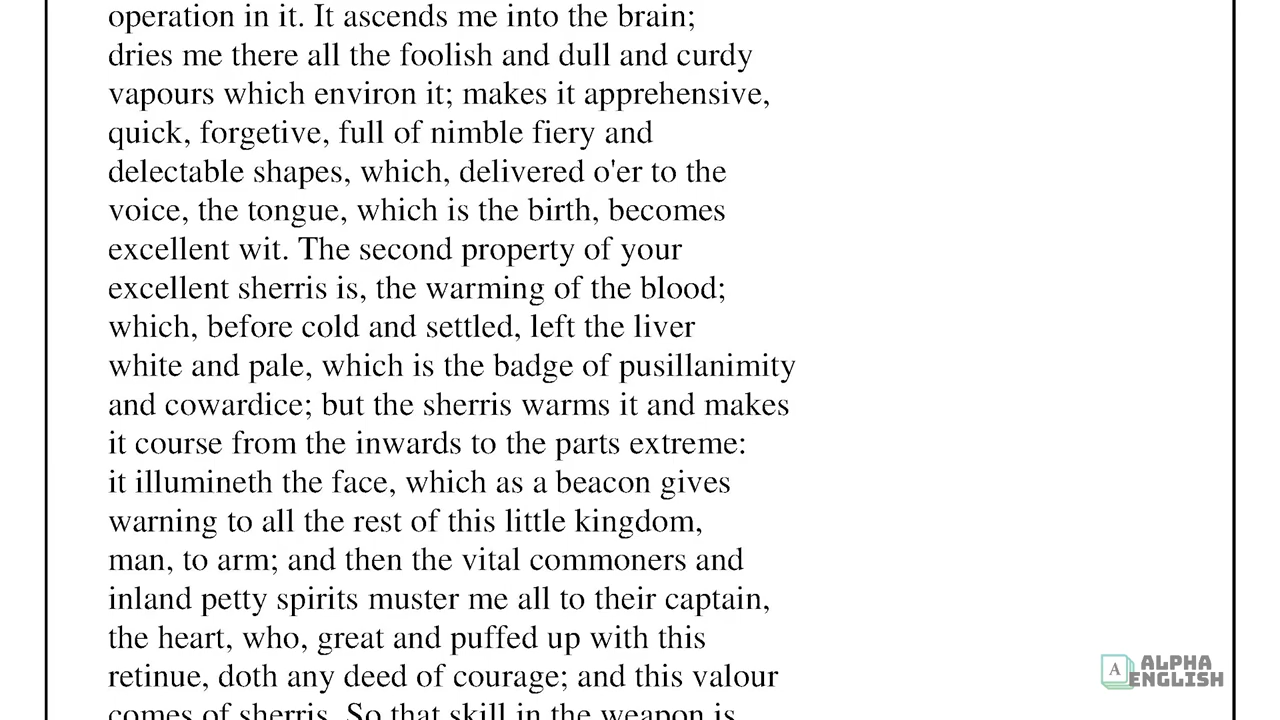 operation in it. It ascends me into the brain;
dries me there all the foolish and dull and curdy
vapours which environ it; makes it apprehensive,
quick, forgetive, full of nimble fiery and
delectable shapes, which, delivered o'er to the
voice, the tongue, which is the birth, becomes
excellent wit. The second property of your
excellent sherris is, the warming of the blood;
which, before cold and settled, left the liver
white and pale, which is the badge of pusillanimity
and cowardice; but the sherris warms it and makes
it course from the inwards to the parts extreme:
it illumineth the face, which as a beacon gives
warning to all the rest of this little kingdom,
man, to arm; and then the vital commoners and
inland petty spirits muster me all to their captain,
the heart, who, great and puffed up with this
retinue, doth any deed of courage; and this valour
comes of sherris. So that skill in the weapon is
A
ALPHA
ENGLISH